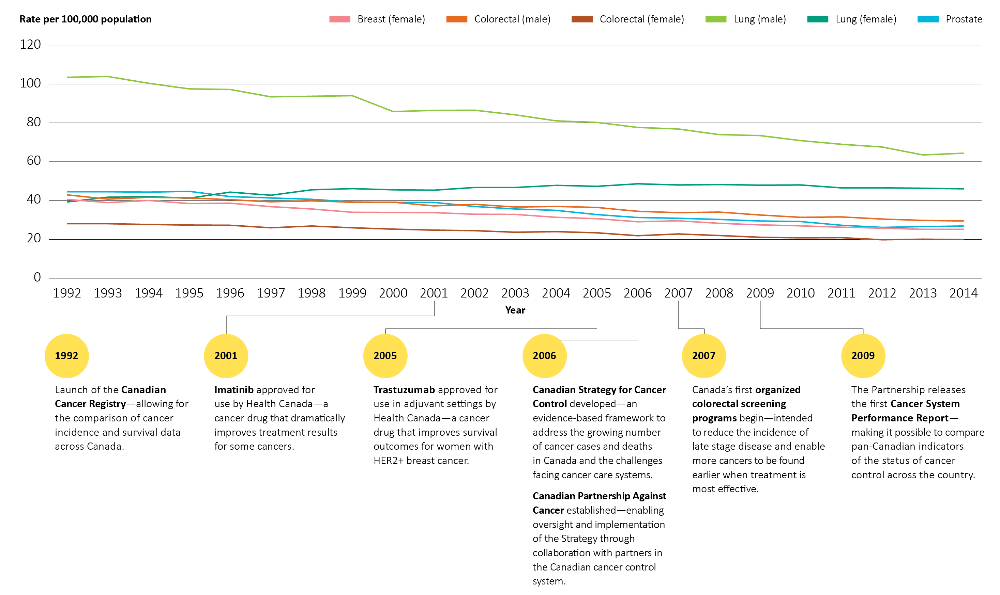 Rate per 100,000 population
Breast (female)
Colorectal (male)
Colorectal (female)
Lung (male)
Lung (female)
Prostate
120
100
80
60
40
20
0
1992 1993 1994 1995 1996 1997 1998 1999 2000 2001 2002 2003 2004 2005 2006 2007 2008 2009 2010 2011 2012 2013 2014
Year
1992
Launch of the Canadian
Cancer Registry—allowing for
the comparison of cancer
incidence and survival data
across Canada.
2001
Imatinib approved for
use by Health Canada—a
cancer drug that dramatically
improves treatment results
for some cancers.
2005
Trastuzumab approved for
use in adjuvant settings by
Health Canada—a cancer
drug that improves survival
outcomes for women with
HER2+ breast cancer.
2006
Canadian Strategy for Cancer
Control developed—an
evidence-based framework to
address the growing number
of cancer cases and deaths
in Canada and the challenges
facing cancer care systems.
Canadian Partnership Against
Cancer established—enabling
oversight and implementation
of the Strategy through
collaboration with partners in
the Canadian cancer control
system.
2007
Canada’s first organized
colorectal screening
programs begin—intended
to reduce the incidence of
late stage disease and enable
more cancers to be found
earlier when treatment is
most effective.
2009
The Partnership releases
the first Cancer System
Performance Report—
making it possible to compare
pan-Canadian indicators
of the status of cancer
control across the country.